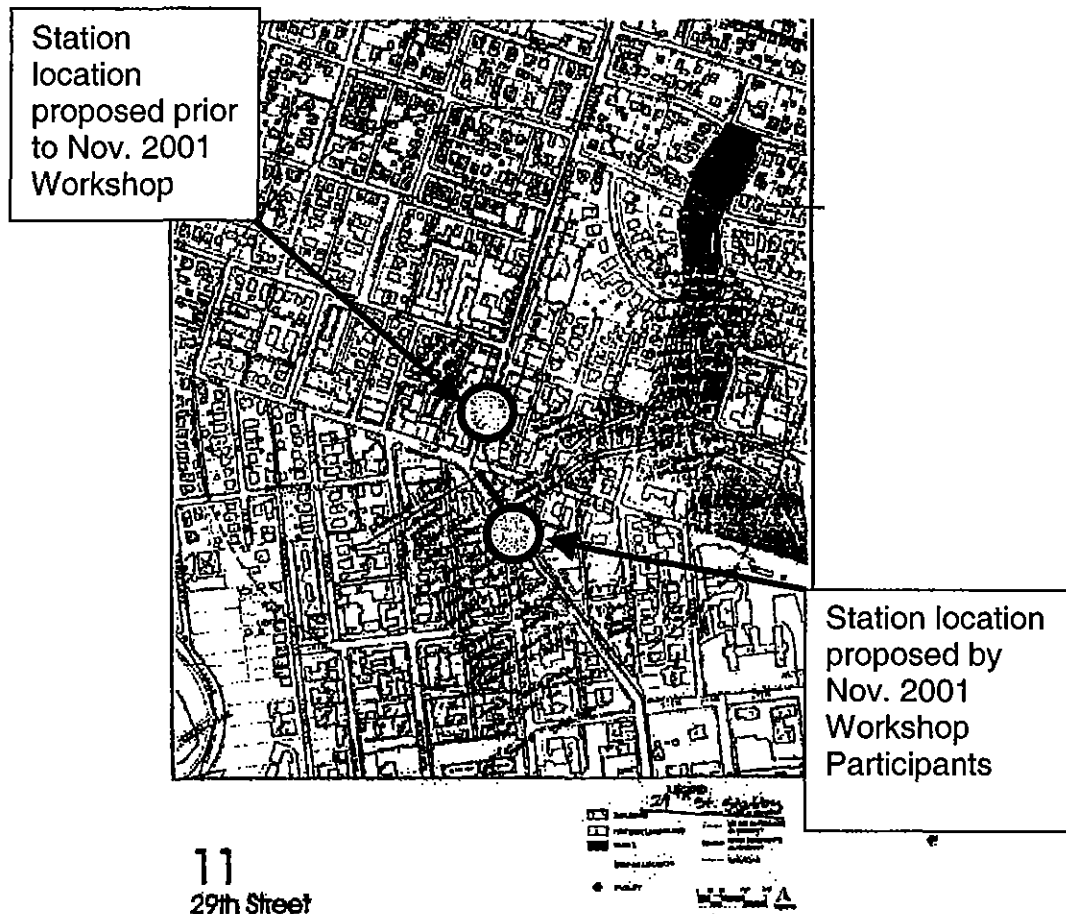 Station
location
proposed prior
to Nov. 2001
Workshop
Station location
proposed by
Nov. 2001
Workshop
Participants
11
29th Street